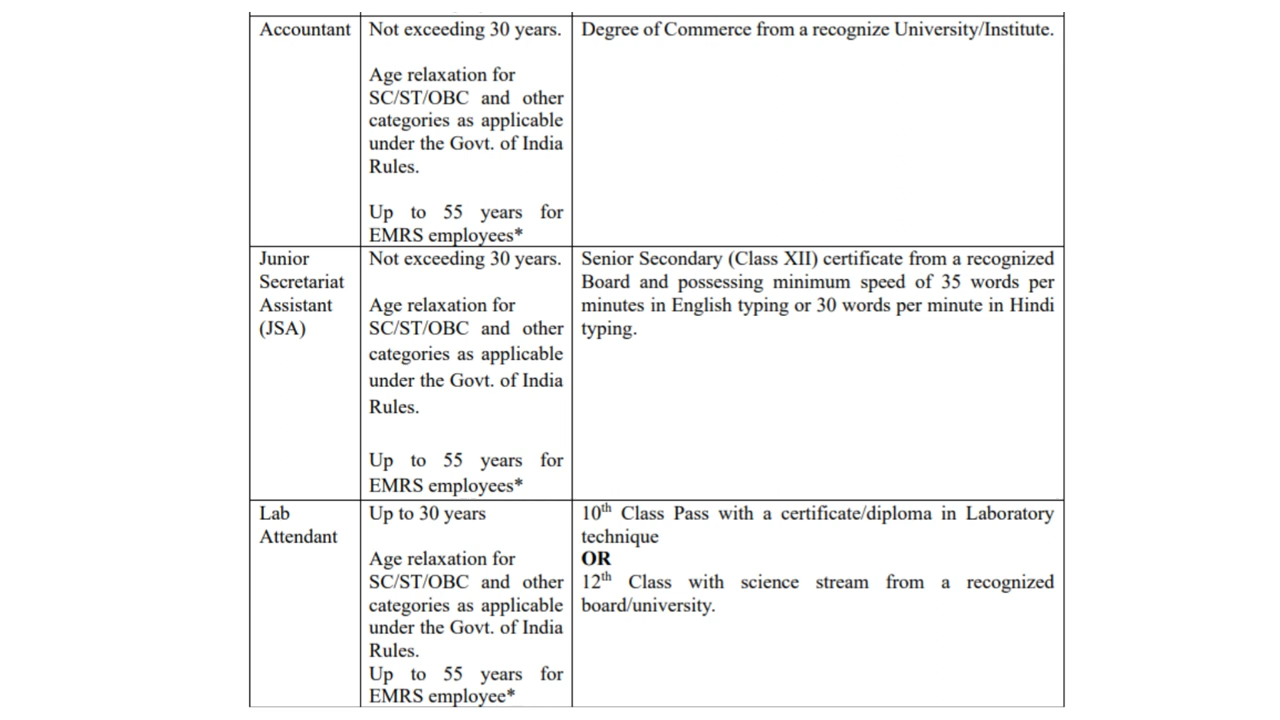 Accountant
Not exceeding 30 years.
Age relaxation for
SC/ST/OBC and other
categories as applicable
under the Govt. of India
Rules.
Up to 55 years for
EMRS employees*
Degree of Commerce from a recognize University/Institute.
Junior
Secretariat
Assistant
(JSA)
Not exceeding 30 years.
Age relaxation for
SC/ST/OBC and other
categories as applicable
under the Govt. of India
Rules.
Up to 55 years for
EMRS employees*
Senior Secondary (Class XII) certificate from a recognized
Board and possessing minimum speed of 35 words per
minutes in English typing or 30 words per minute in Hindi
typing.
Lab
Attendant
Up to 30 years
Age relaxation for
SC/ST/OBC and other
categories as applicable
under the Govt. of India
Rules.
Up to 55 years for
EMRS employee*
10th Class Pass with a certificate/diploma in Laboratory
technique
OR
12th Class with science stream from a recognized
board/university.